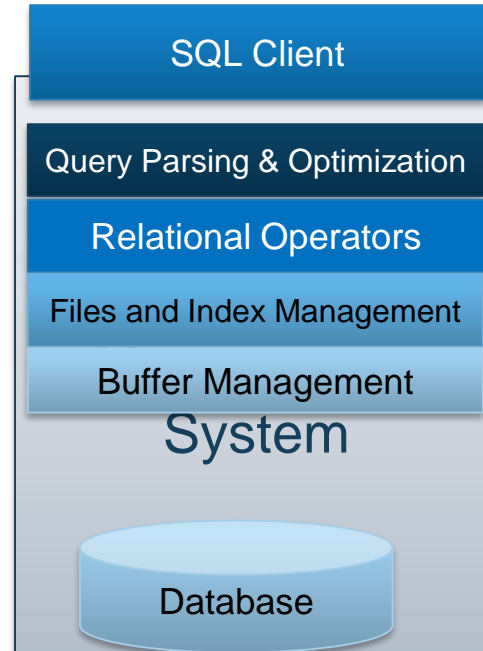 SQL Client
Query Parsing & Optimization
Relational Operators
Files and Index Management
Buffer Management
System
Database